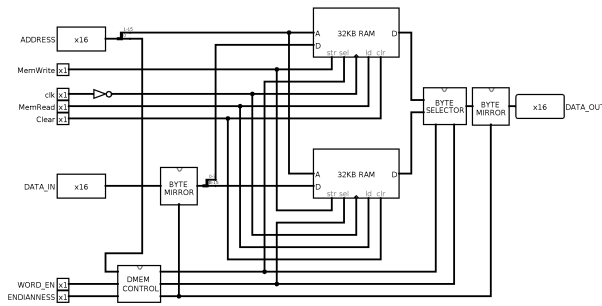 ADDRESS x16
A 32KB RAM D
D
str sel ld clr
MemWrite x1
clk x1
MemRead x1
Clear x1
BYTE SELECTOR
BYTE MIRROR
x16 DATA_OUT
DATA_IN x16
BYTE MIRROR
A 32KB RAM D
D
str sel ld clr
DMEM CONTROL
WORD_EN x1
ENDIANNESS x1